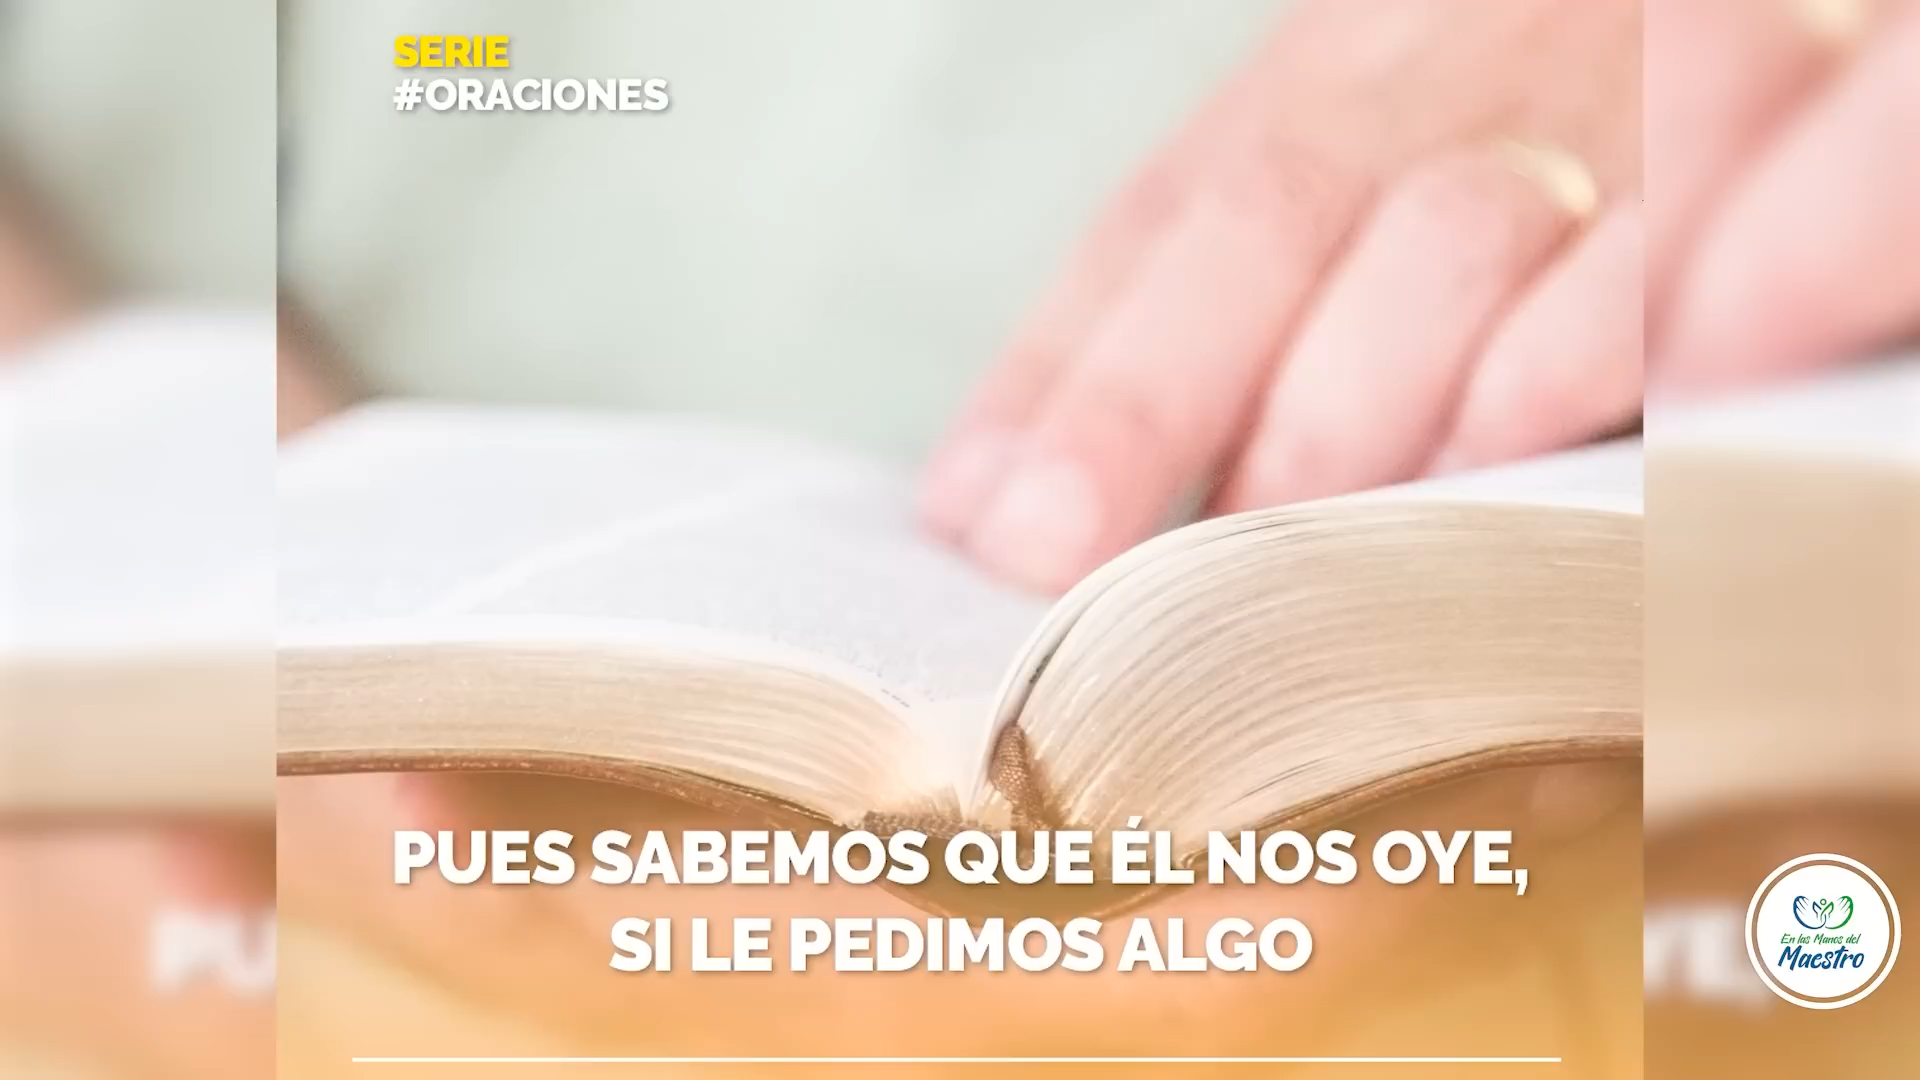 SERIE
#ORACIONES
PUES SABEMOS QUE ÉL NOS OYE,
SI LE PEDIMOS ALGO
En las Manos del
Maestro